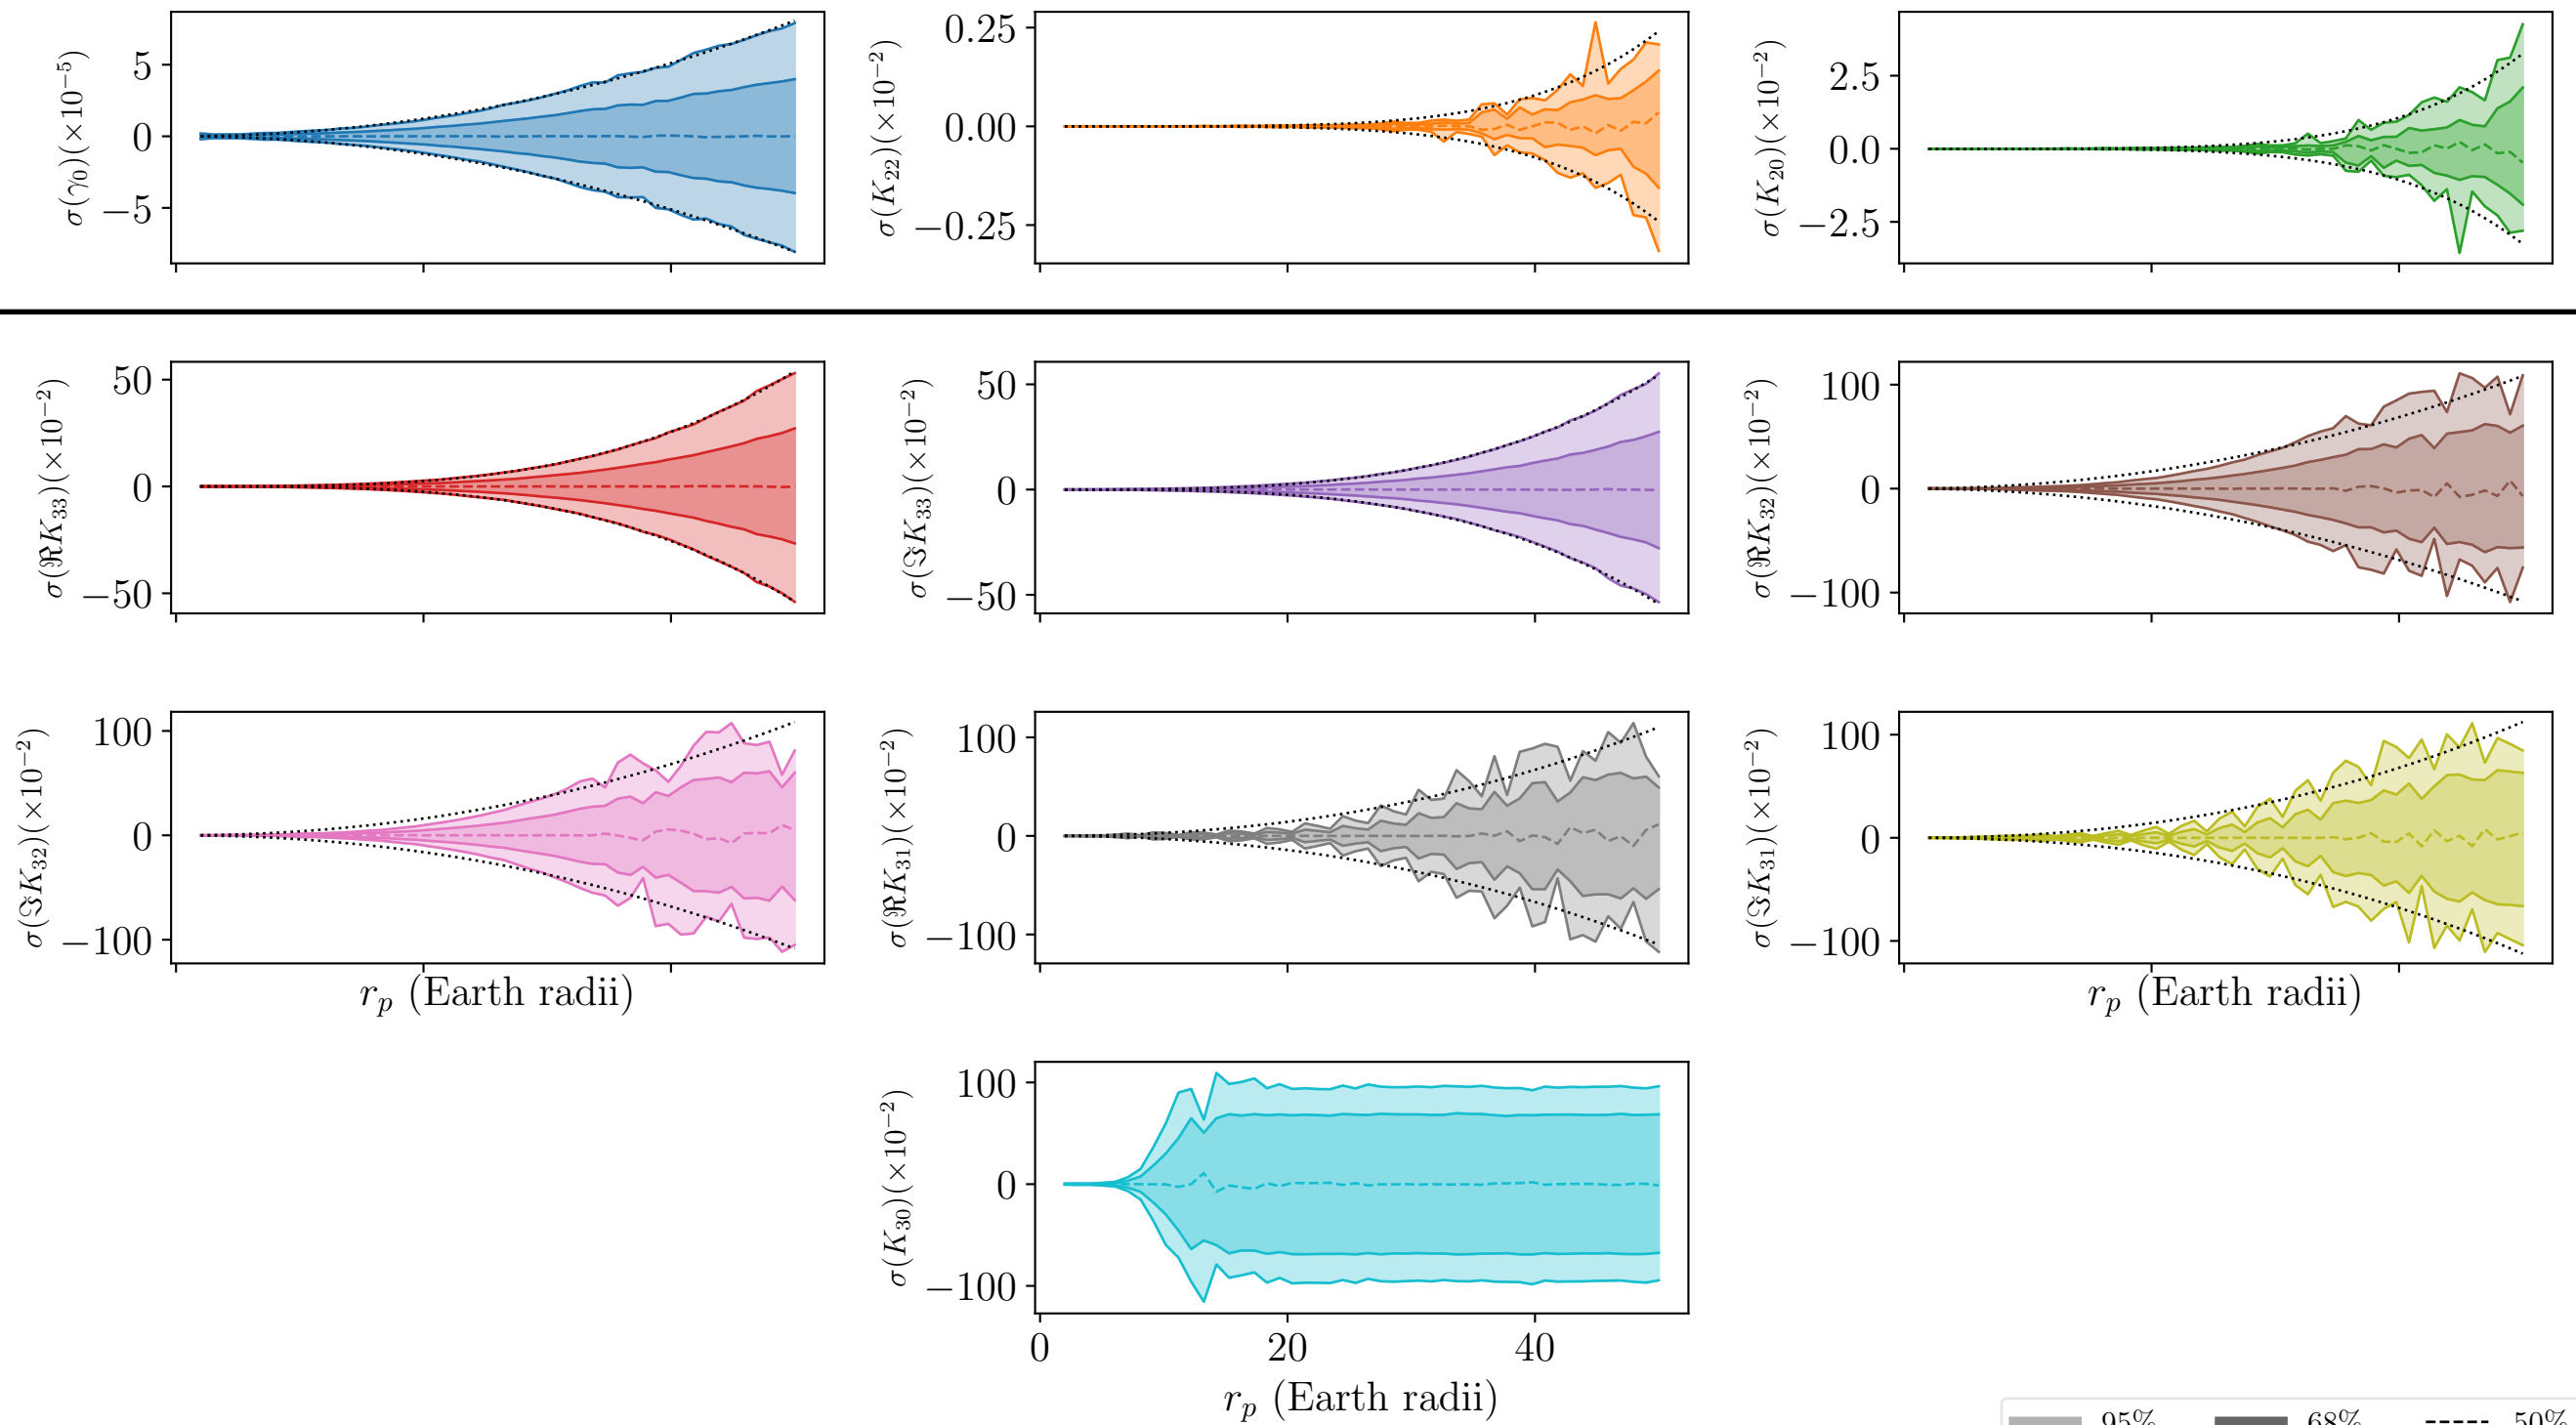 σ(γ₀)(×10⁻⁵)
5
0
−5
σ(K₂₂)(×10⁻²)
0.25
0.00
−0.25
σ(K₂₀)(×10⁻²)
2.5
0.0
−2.5
σ(ℜK₃₃)(×10⁻²)
50
0
−50
σ(ℑK₃₃)(×10⁻²)
50
0
−50
σ(ℜK₃₂)(×10⁻²)
100
0
−100
σ(ℑK₃₂)(×10⁻²)
100
0
−100
r_p (Earth radii)
σ(ℜK₃₁)(×10⁻²)
100
0
−100
σ(ℑK₃₁)(×10⁻²)
100
0
−100
r_p (Earth radii)
σ(K₃₀)(×10⁻²)
100
0
−100
0 20 40
r_p (Earth radii)
95% 68% 50%